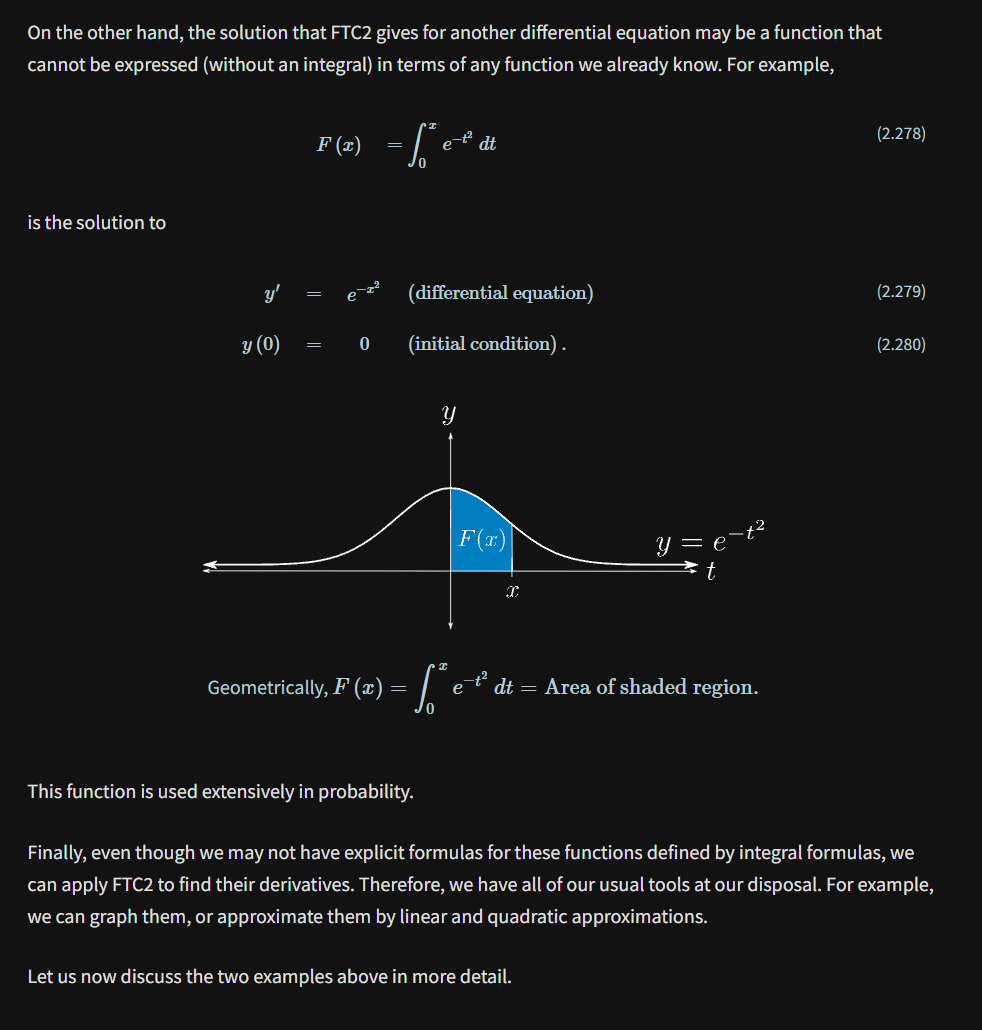 On the other hand, the solution that FTC2 gives for another differential equation may be a function that
cannot be expressed (without an integral) in terms of any function we already know. For example,
F (x) = ∫₀ˣ e^{−t²} dt (2.278)
is the solution to
y′ = e^{−x²} (differential equation) (2.279)
y (0) = 0 (initial condition) . (2.280)
y
F(x)
y = e^{−t²}
t
x
Geometrically, F (x) = ∫₀ˣ e^{−t²} dt = Area of shaded region.
This function is used extensively in probability.
Finally, even though we may not have explicit formulas for these functions defined by integral formulas, we
can apply FTC2 to find their derivatives. Therefore, we have all of our usual tools at our disposal. For example,
we can graph them, or approximate them by linear and quadratic approximations.
Let us now discuss the two examples above in more detail.